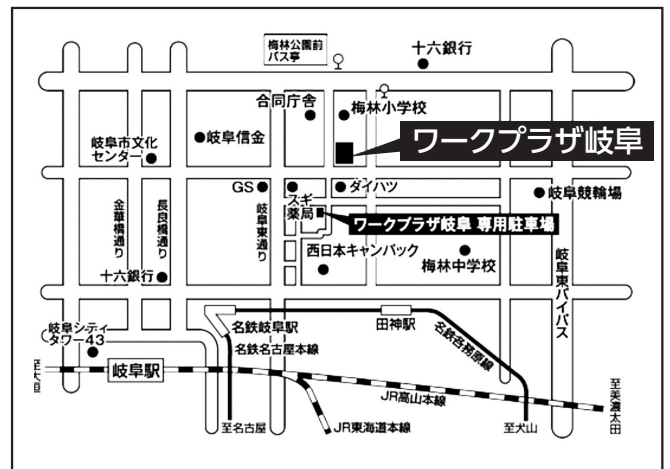 梅林公園前
バス亭
十六銀行
合同庁舎
梅林小学校
ワークプラザ岐阜
岐阜市文化
センター
岐阜信金
GS
スギ
薬局
ダイハツ
岐阜競輪場
ワークプラザ岐阜 専用駐車場
金華橋通り
長良橋通り
岐阜東通り
西日本キャンパック
梅林中学校
岐阜東バイパス
十六銀行
岐阜シティ
タワー43
名鉄岐阜駅
田神駅
名鉄各務原線
名鉄名古屋本線
至大垣
岐阜駅
JR高山本線
至美濃太田
至名古屋
JR東海道本線
至犬山